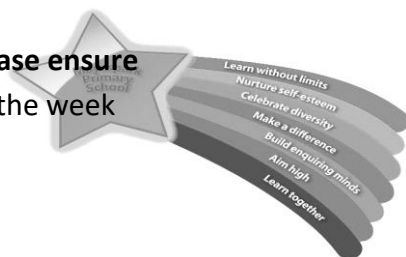 ase ensure
the week
Primary
School
Learn without limits
Nurture self-esteem
Celebrate diversity
Make a difference
Build enquiring minds
Aim high
Learn together